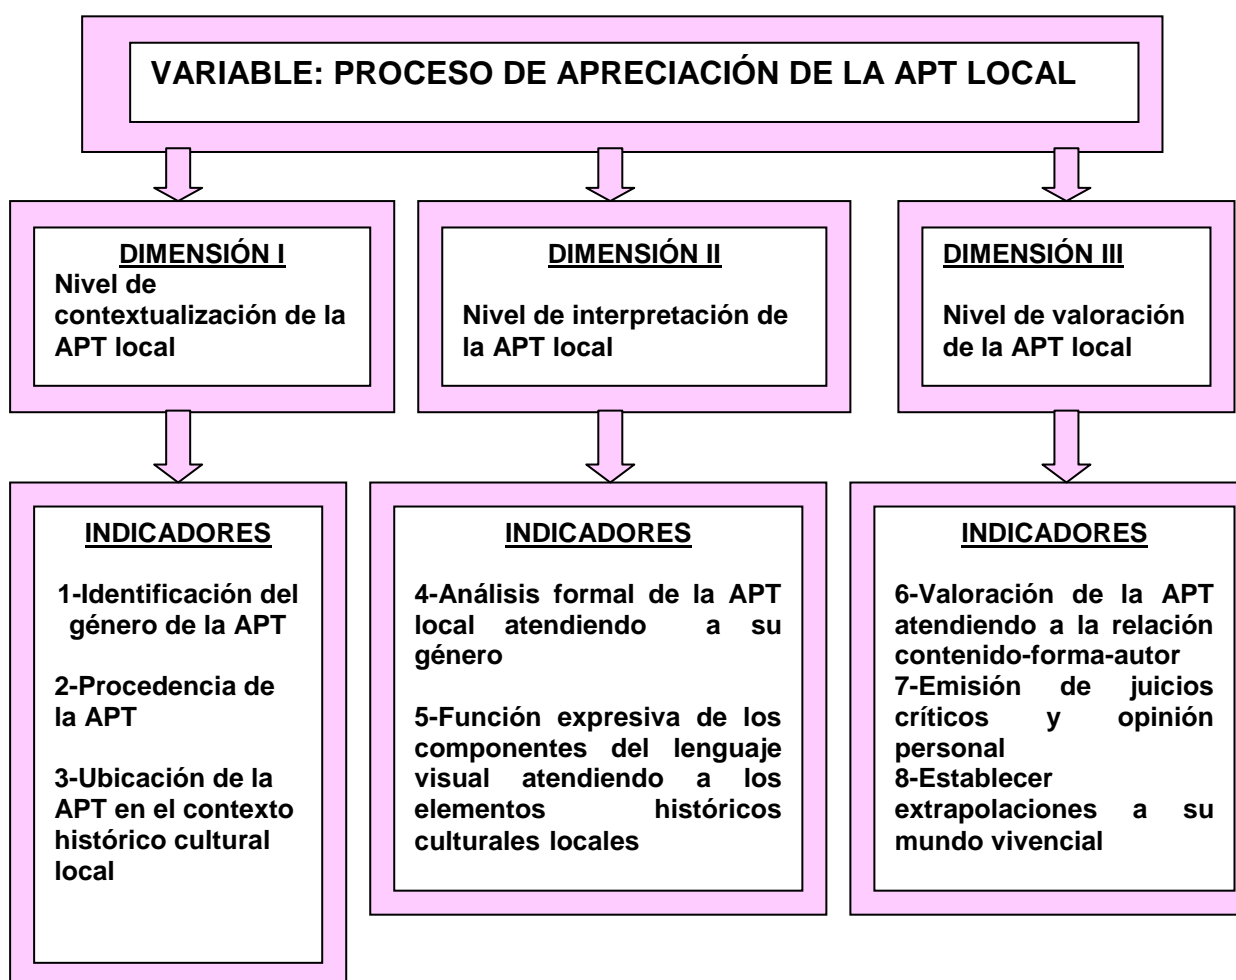 VARIABLE: PROCESO DE APRECIACIÓN DE LA APT LOCAL
DIMENSIÓN I
Nivel de
contextualización de la
APT local
DIMENSIÓN II
Nivel de interpretación de
la APT local
DIMENSIÓN III
Nivel de valoración
de la APT local
INDICADORES
1-Identificación del
género de la APT
2-Procedencia de
la APT
3-Ubicación de la
APT en el contexto
histórico cultural
local
INDICADORES
4-Análisis formal de la APT
local atendiendo a su
género
5-Función expresiva de los
componentes del lenguaje
visual atendiendo a los
elementos históricos
culturales locales
INDICADORES
6-Valoración de la APT
atendiendo a la relación
contenido-forma-autor
7-Emisión de juicios
críticos y opinión
personal
8-Establecer
extrapolaciones a su
mundo vivencial